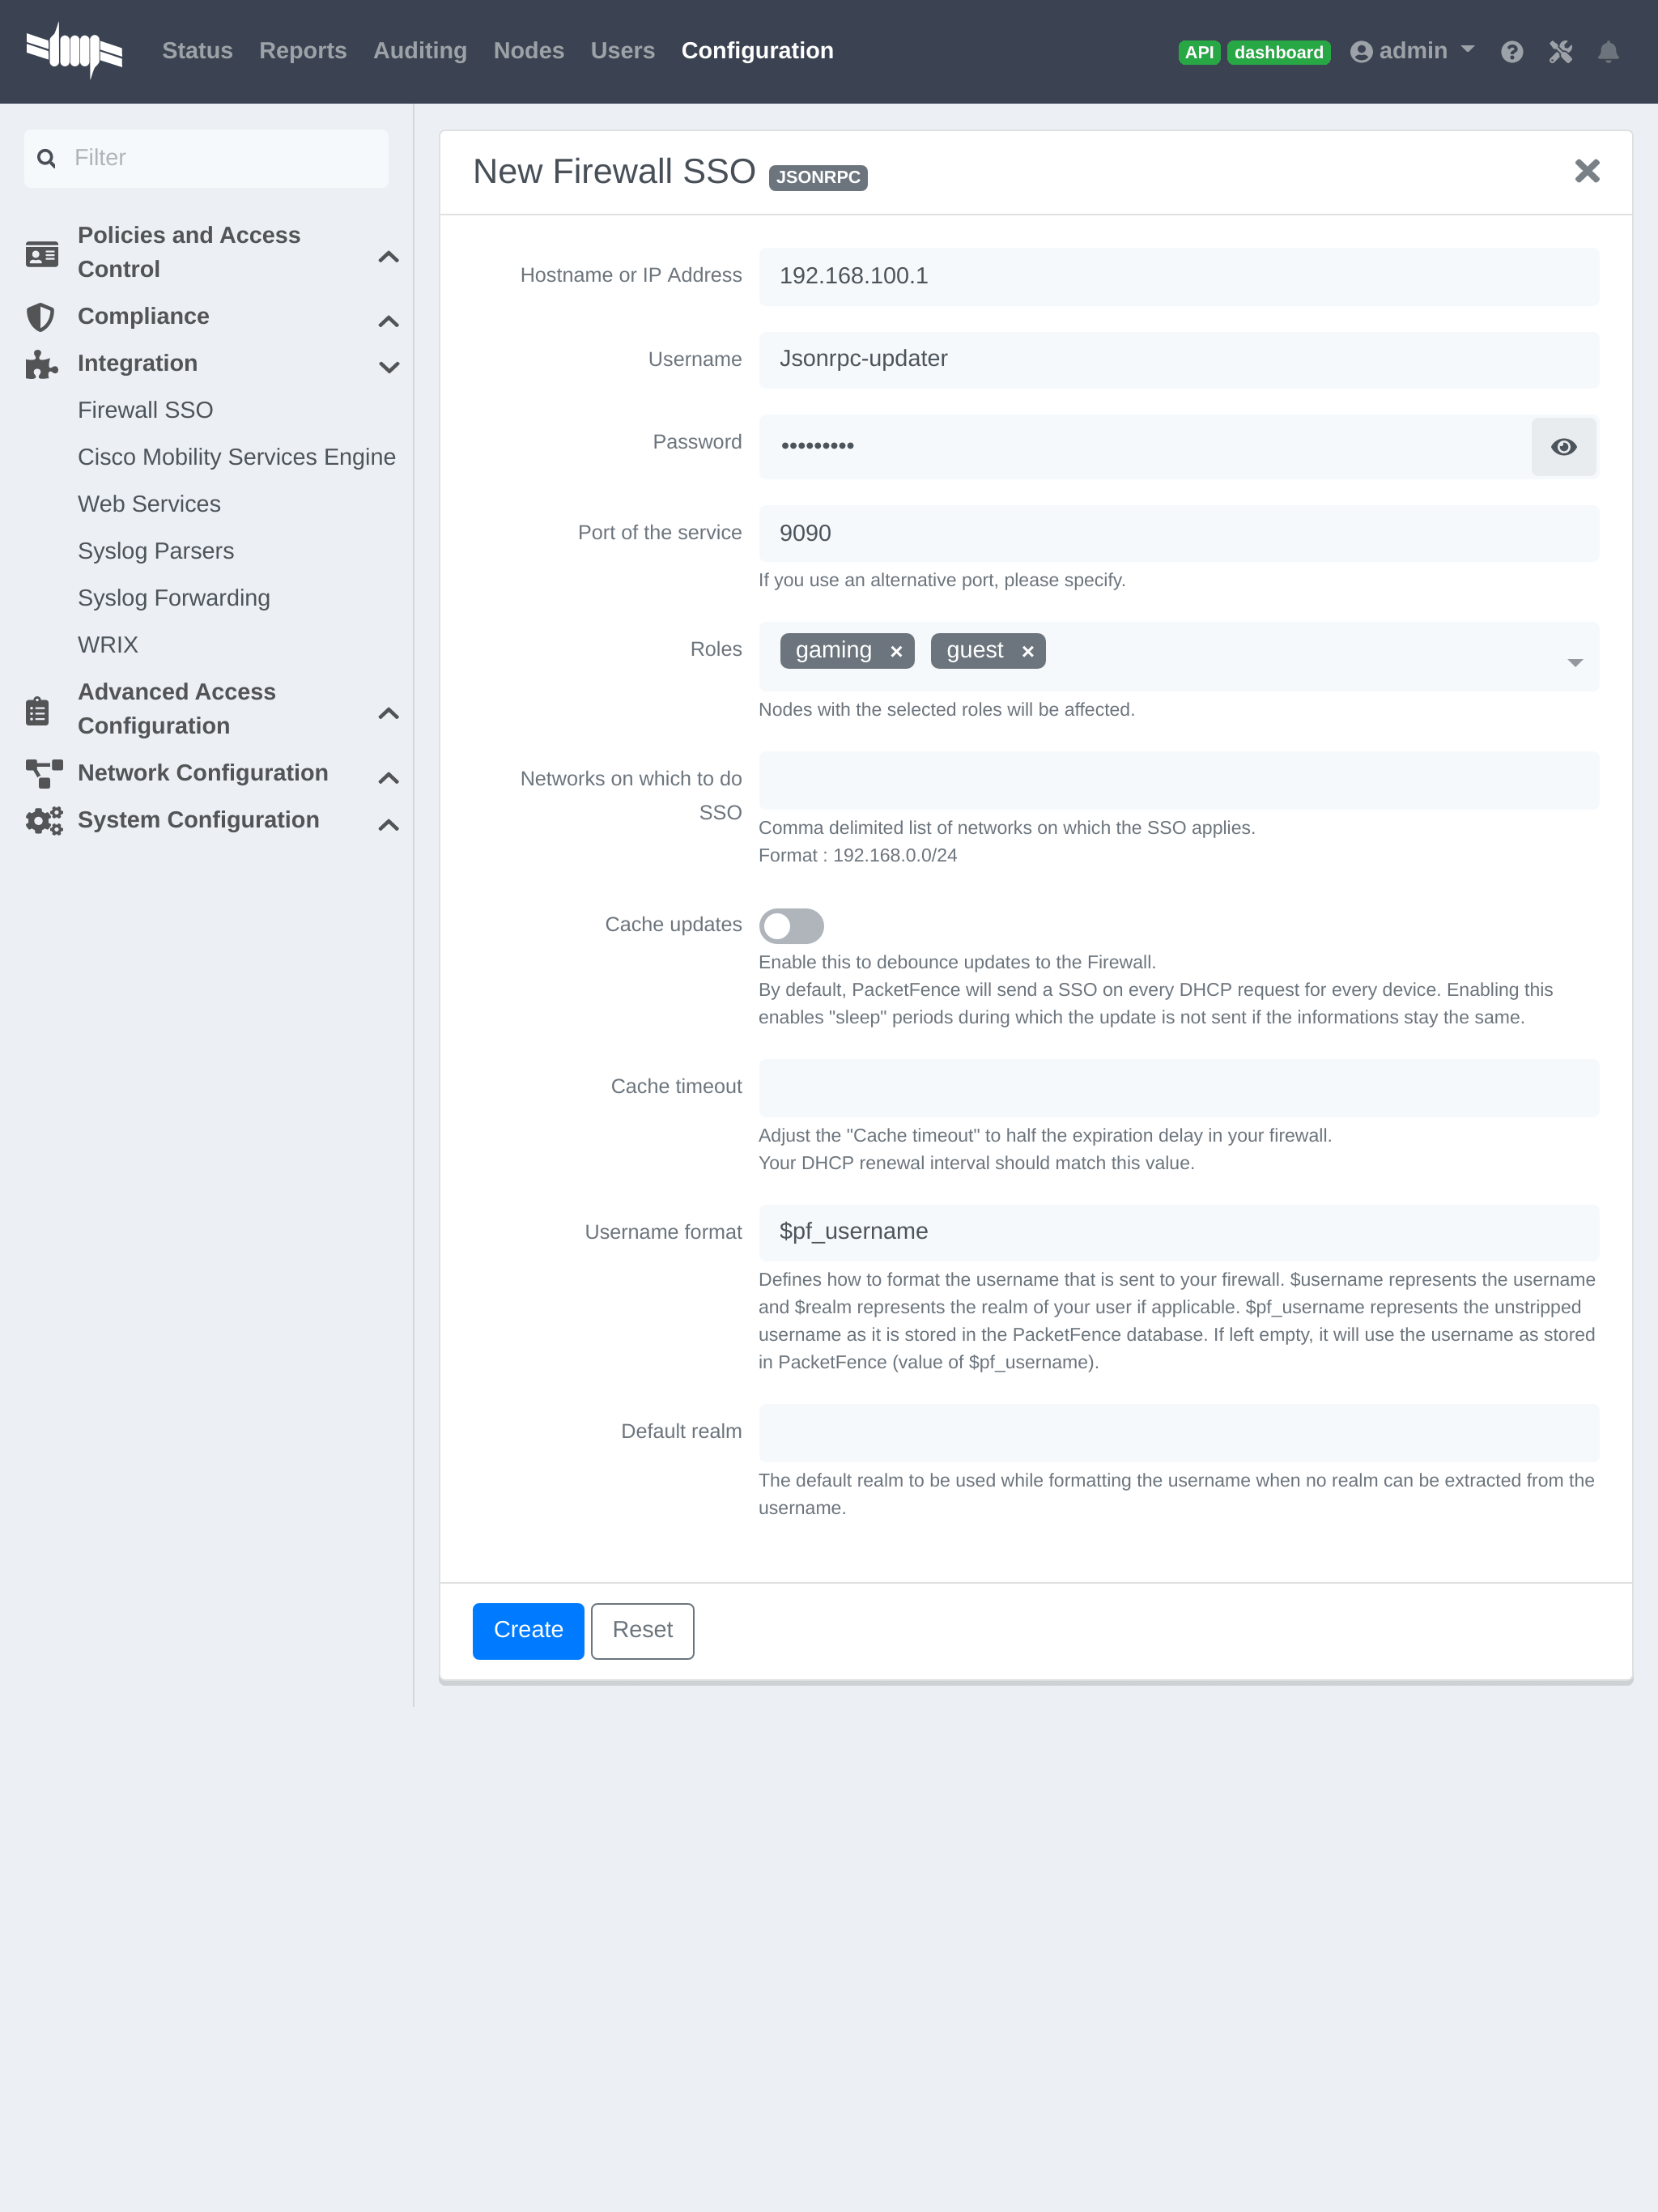 Status Reports Auditing Nodes Users Configuration API dashboard admin
Filter
Policies and Access
Control
Compliance
Integration
Firewall SSO
Cisco Mobility Services Engine
Web Services
Syslog Parsers
Syslog Forwarding
WRIX
Advanced Access
Configuration
Network Configuration
System Configuration
New Firewall SSO JSONRPC
Hostname or IP Address 192.168.100.1
Username Jsonrpc-updater
Password •••••••••
Port of the service 9090
If you use an alternative port, please specify.
Roles gaming × guest ×
Nodes with the selected roles will be affected.
Networks on which to do
SSO
Comma delimited list of networks on which the SSO applies.
Format : 192.168.0.0/24
Cache updates
Enable this to debounce updates to the Firewall.
By default, PacketFence will send a SSO on every DHCP request for every device. Enabling this
enables "sleep" periods during which the update is not sent if the informations stay the same.
Cache timeout
Adjust the "Cache timeout" to half the expiration delay in your firewall.
Your DHCP renewal interval should match this value.
Username format $pf_username
Defines how to format the username that is sent to your firewall. $username represents the username
and $realm represents the realm of your user if applicable. $pf_username represents the unstripped
username as it is stored in the PacketFence database. If left empty, it will use the username as stored
in PacketFence (value of $pf_username).
Default realm
The default realm to be used while formatting the username when no realm can be extracted from the
username.
Create Reset